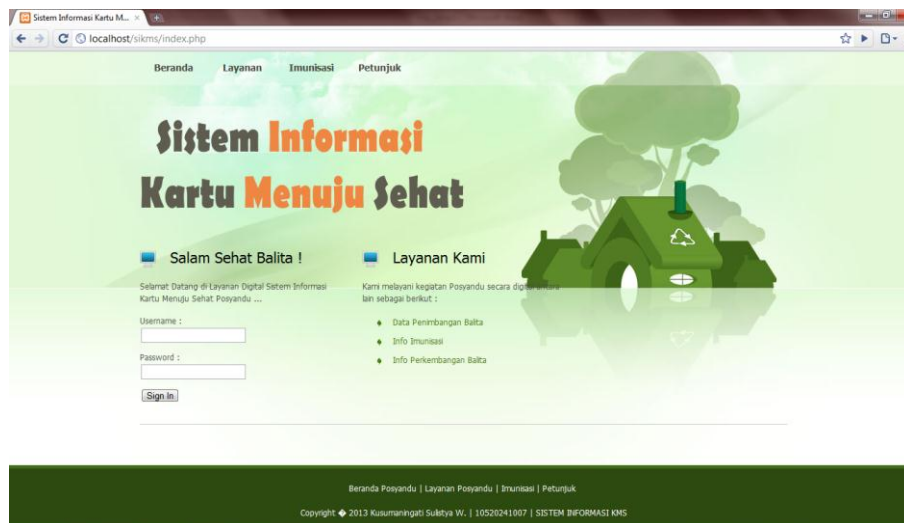 Sistem Informasi Kartu M...
localhost/sikms/index.php
Beranda Layanan Imunisasi Petunjuk
Sistem Informasi
Kartu Menuju Sehat
Salam Sehat Balita !
Selamat Datang di Layanan Digital Sistem Informasi
Kartu Menuju Sehat Posyandu ...
Username :
Password :
Sign In
Layanan Kami
Kami melayani kegiatan Posyandu secara digital antara
lain sebagai berikut :
Data Penimbangan Balita
Info Imunisasi
Info Perkembangan Balita
Beranda Posyandu | Layanan Posyandu | Imunisasi | Petunjuk
Copyright � 2013 Kusumaningati Sulistya W. | 10520241007 | SISTEM INFORMASI KMS